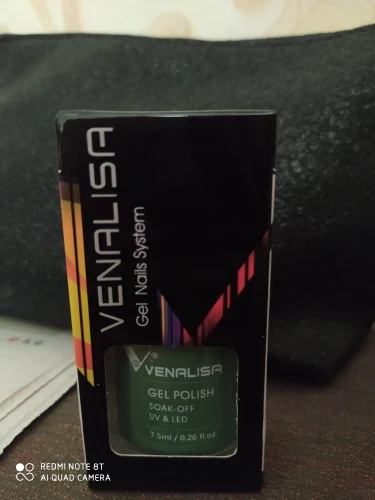 VENALISA
Gel Nails System
V®
VENALISA
GEL POLISH
SOAK-OFF
UV & LED
7.5ml / 0.26 fl.oz.
REDMI NOTE 8T
AI QUAD CAMERA